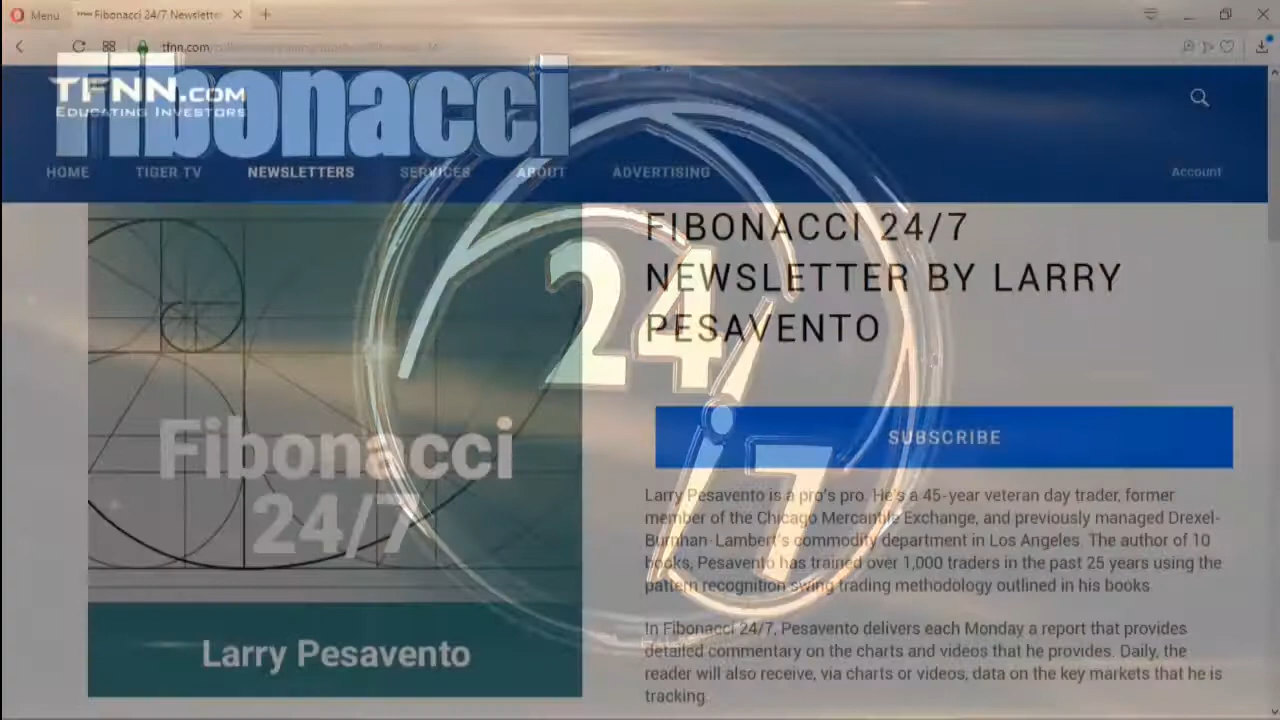 Menu
Fibonacci 24/7 Newsletter
tfnn.com
Fibonacci
TFNN.COM
EDUCATING INVESTORS
HOME TIGER TV NEWSLETTERS SERVICES ABOUT ADVERTISING Account
24
7
FIBONACCI 24/7
NEWSLETTER BY LARRY
PESAVENTO
SUBSCRIBE
Fibonacci
24/7
Larry Pesavento
Larry Pesavento is a pro's pro. He's a 45-year veteran day trader, former
member of the Chicago Mercantile Exchange, and previously managed Drexel-
Burnhan-Lambert's commodity department in Los Angeles. The author of 10
books, Pesavento has trained over 1,000 traders in the past 25 years using the
pattern recognition swing trading methodology outlined in his books
In Fibonacci 24/7, Pesavento delivers each Monday a report that provides
detailed commentary on the charts and videos that he provides. Daily, the
reader will also receive, via charts or videos, data on the key markets that he is
tracking.